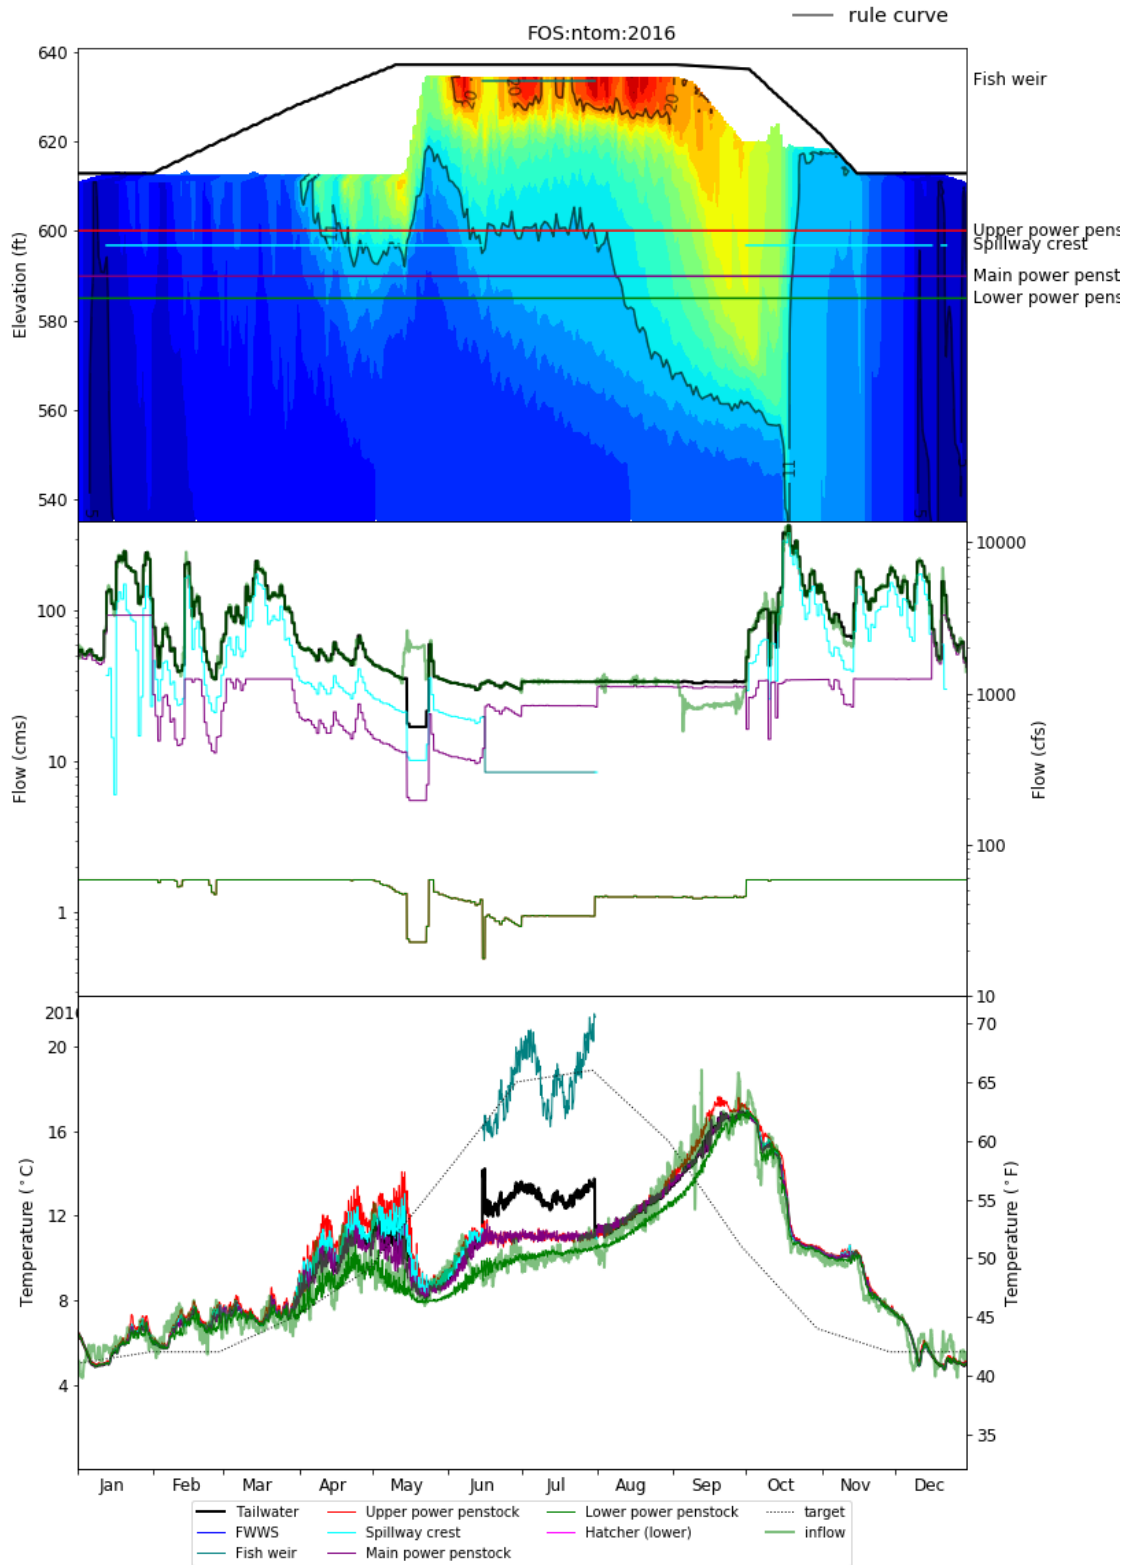 rule curve
FOS:ntom:2016
640
620
600
580
560
540
Elevation (ft)
Fish weir
Upper power pens
Spillway crest
Main power penst
Lower power pens
20
20
20
11
11
100
10
1
Flow (cms)
10000
1000
100
10
Flow (cfs)
201
20
16
12
8
4
Temperature (°C)
70
65
60
55
50
45
40
35
Temperature (°F)
Jan Feb Mar Apr May Jun Jul Aug Sep Oct Nov Dec
Tailwater Upper power penstock Lower power penstock target
FWWS Spillway crest Hatcher (lower) inflow
Fish weir Main power penstock